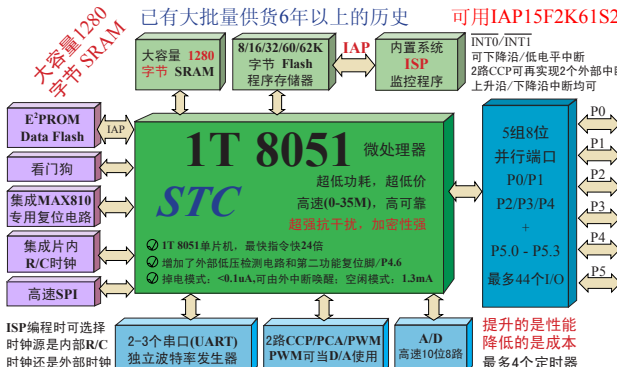 大容量1280
字节 SRAM
已有大批量供货6年以上的历史
可用IAP15F2K61S2
大容量 1280
字节 SRAM
8/16/32/60/62K
字节 Flash
程序存储器
IAP
内置系统
ISP
监控程序
INT0/INT1
可下降沿/低电平中断
2路CCP可再实现2个外部中断
上升沿/下降沿中断均可
E²PROM
Data Flash
IAP
看门狗
集成MAX810
专用复位电路
集成片内
R/C时钟
高速SPI
1T 8051 微处理器
STC
超低功耗，超低价
高速(0-35M)，高可靠
超强抗干扰，加密性强
1T 8051单片机，最快指令快24倍
增加了外部低压检测电路和第二功能复位脚/P4.6
掉电模式：<0.1uA,可由外中断唤醒；空闲模式：1.3mA
5组8位
并行端口
P0/P1
P2/P3/P4
+
P5.0 - P5.3
最多44个I/O
P0
P1
P2
P3
P4
P5
ISP编程时可选择
时钟源是内部R/C
时钟还是外部时钟
2-3个串口(UART)
独立波特率发生器
2路CCP/PCA/PWM
PWM可当D/A使用
A/D
高速10位8路
提升的是性能
降低的是成本
最多4个定时器